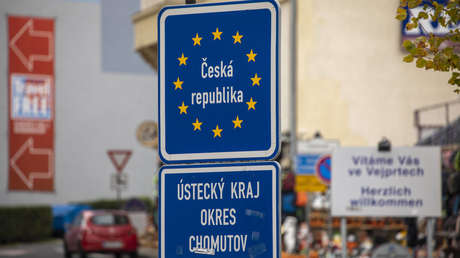 Česká
republika
ÚSTECKÝ KRAJ
OKRES
CHOMUTOV
Travel
FREE
Vítáme Vás
ve Vejprtech
Herzlich
willkommen